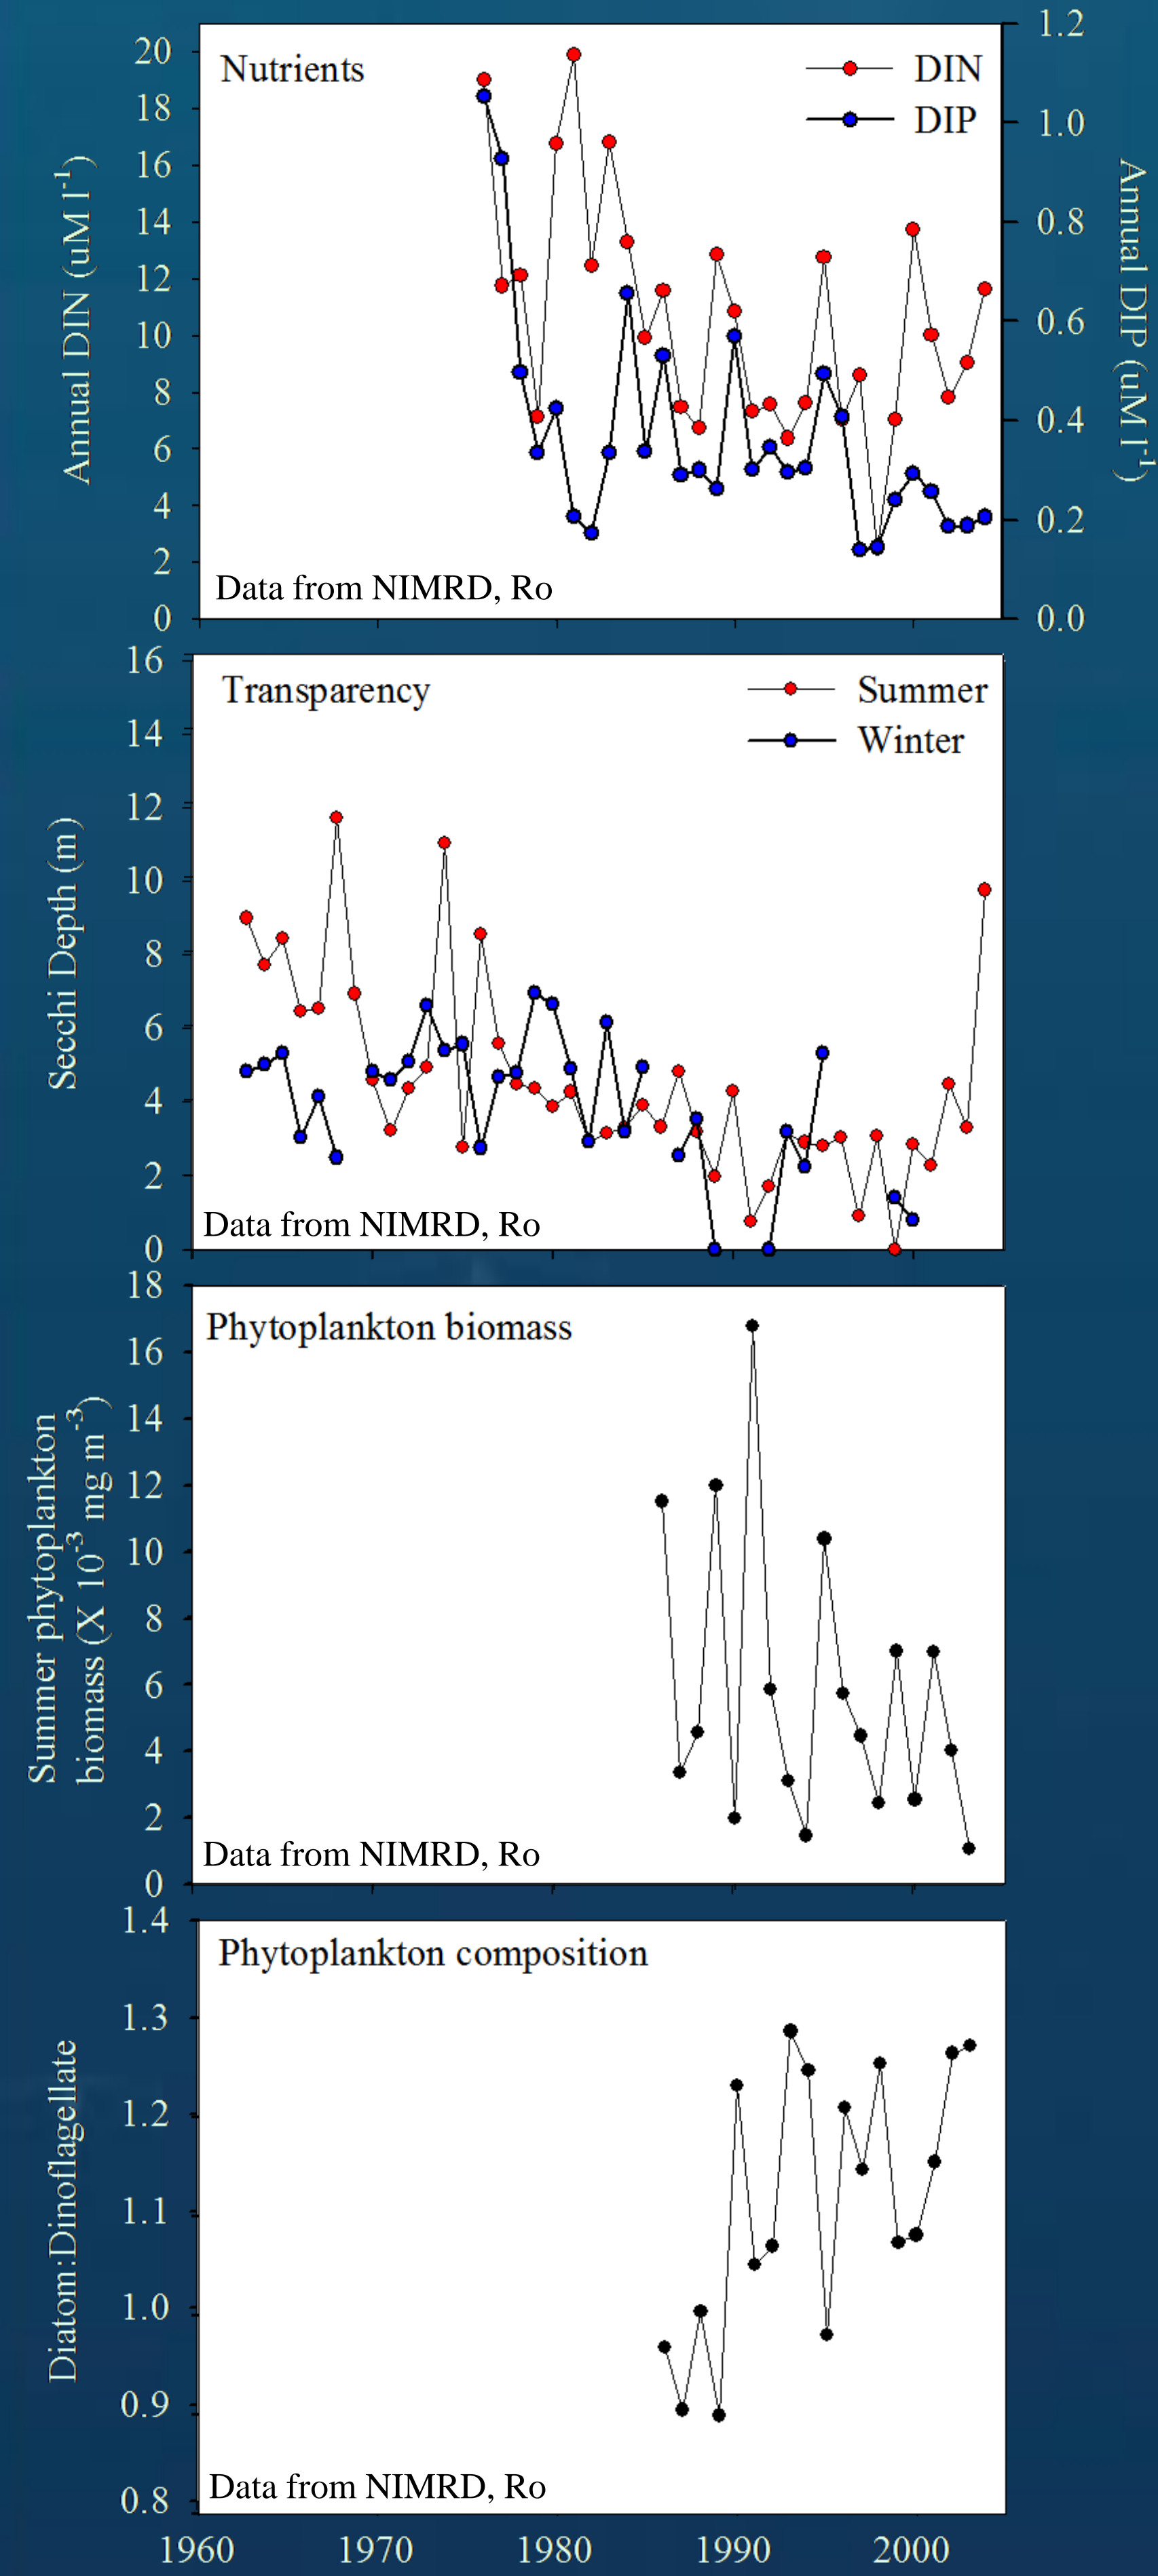 Nutrients
DIN
DIP
Annual DIN (uM l⁻¹)
20
18
16
14
12
10
8
6
4
2
0
1.2
1.0
0.8
0.6
0.4
0.2
0.0
Annual DIP (uM l⁻¹)
Data from NIMRD, Ro
Transparency
Summer
Winter
Secchi Depth (m)
16
14
12
10
8
6
4
2
0
Data from NIMRD, Ro
Phytoplankton biomass
Summer phytoplankton
biomass (X 10⁻³ mg m⁻³)
18
16
14
12
10
8
6
4
2
0
Data from NIMRD, Ro
Phytoplankton composition
Diatom:Dinoflagellate
1.4
1.3
1.2
1.1
1.0
0.9
0.8
Data from NIMRD, Ro
1960 1970 1980 1990 2000